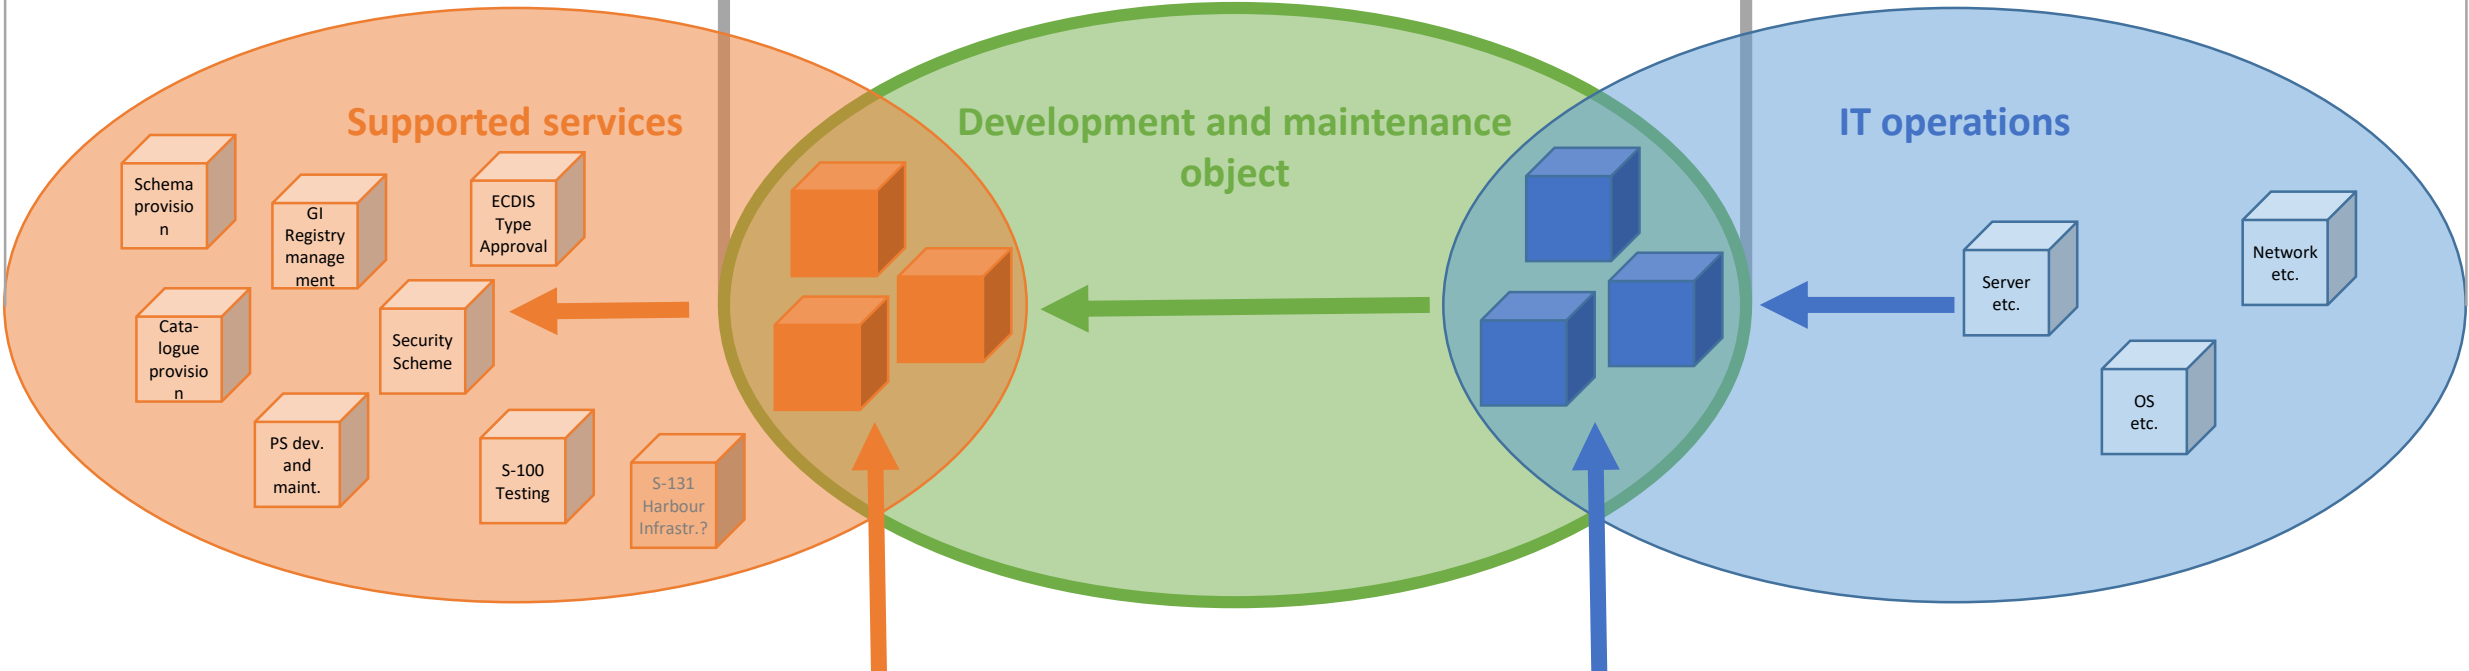 Supported services
Schema
provisio
n
GI
Registry
manage
ment
ECDIS
Type
Approval
Cata-
logue
provisio
n
Security
Scheme
PS dev.
and
maint.
S-100
Testing
S-131
Harbour
Infrastr.?
Development and maintenance
object
IT operations
Server
etc.
Network
etc.
OS
etc.